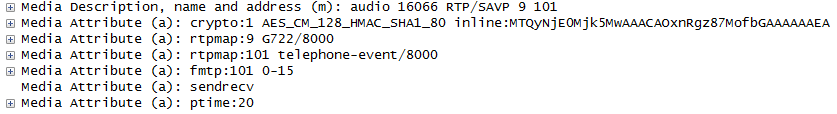 Media Description, name and address (m): audio 16066 RTP/SAVP 9 101
Media Attribute (a): crypto:1 AES_CM_128_HMAC_SHA1_80 inline:MTQyNjE0Mjk5MwAAACAOxnRgz87MofbGAAAAAAEA
Media Attribute (a): rtpmap:9 G722/8000
Media Attribute (a): rtpmap:101 telephone-event/8000
Media Attribute (a): fmtp:101 0-15
Media Attribute (a): sendrecv
Media Attribute (a): ptime:20